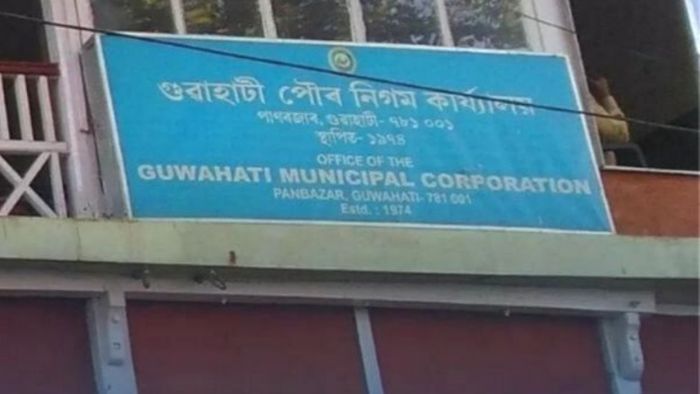 গুৱাহাটী পৌৰ নিগম কাৰ্য্যালয়
পাণবজাৰ, গুৱাহাটী- ৭৮১ ০০১
স্থাপিত- ১৯৭৪
OFFICE OF THE
GUWAHATI MUNICIPAL CORPORATION
PANBAZAR, GUWAHATI- 781 001
Estd. : 1974